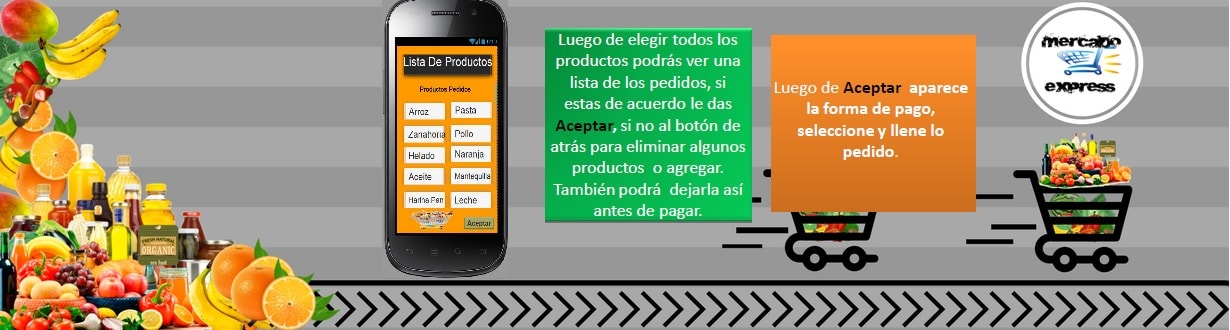 Lista De Productos
Productos Pedidos
Arroz
Pasta
Zanahoria
Pollo
Helado
Naranja
Aceite
Mantequilla
Harina Pan
Leche
Aceptar
Luego de elegir todos los
productos podrás ver una
lista de los pedidos, si
estas de acuerdo le das
Aceptar, si no al botón de
atrás para eliminar algunos
productos o agregar.
También podrá dejarla así
antes de pagar.
Luego de Aceptar aparece
la forma de pago,
seleccione y llene lo
pedido.
mercado
express
FRESH NATURAL
ORGANIC